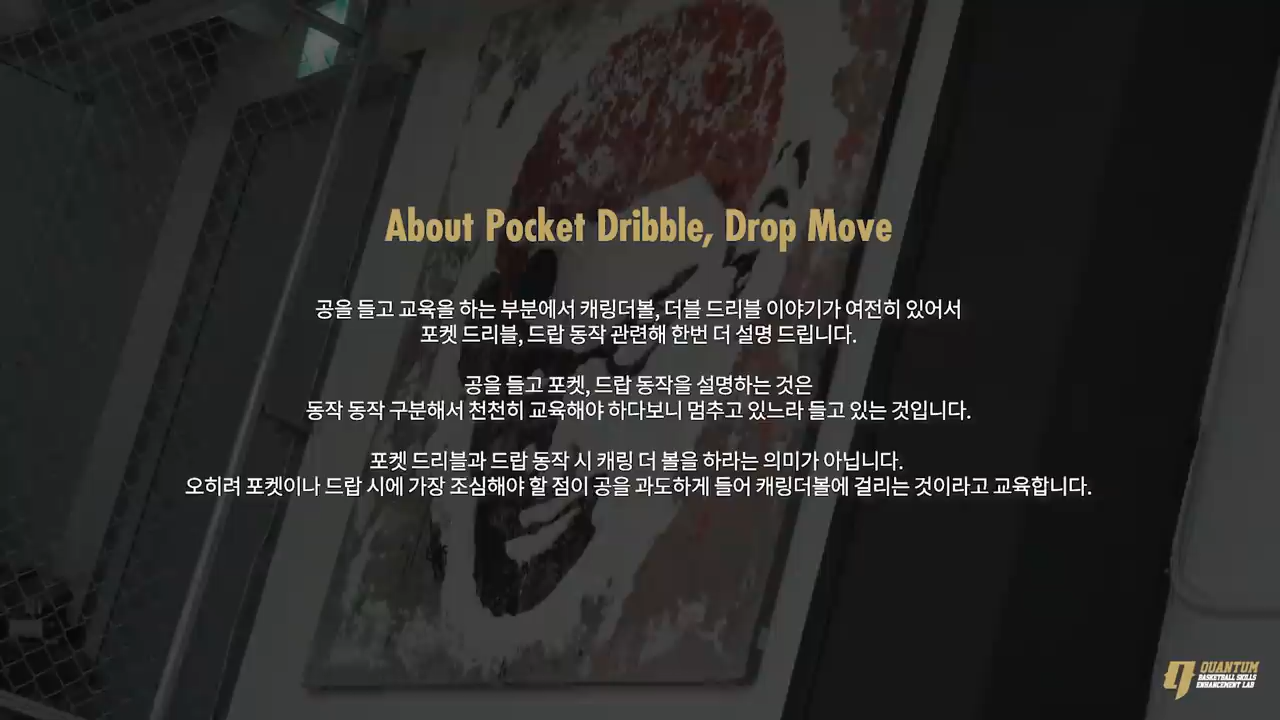 About Pocket Dribble, Drop Move
공을 들고 교육을 하는 부분에서 캐링더볼, 더블 드리블 이야기가 여전히 있어서
포켓 드리블, 드랍 동작 관련해 한번 더 설명 드립니다.
공을 들고 포켓, 드랍 동작을 설명하는 것은
동작 동작 구분해서 천천히 교육해야 하다보니 멈추고 있느라 들고 있는 것입니다.
포켓 드리블과 드랍 동작 시 캐링 더 볼을 하라는 의미가 아닙니다.
오히려 포켓이나 드랍 시에 가장 조심해야 할 점이 공을 과도하게 들어 캐링더볼에 걸리는 것이라고 교육합니다.
QUANTUM
BASKETBALL SKILLS
ENHANCEMENT LAB